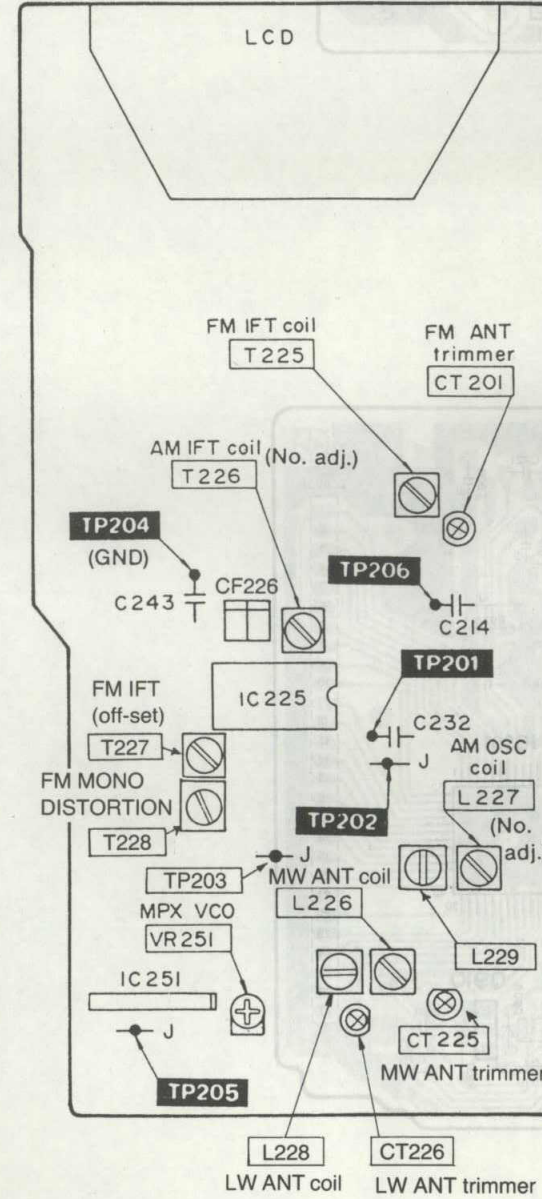 LCD
FM IFT coil
T225
FM ANT
trimmer
CT201
AM IFT coil (No. adj.)
T226
TP204
(GND)
C243
CF226
TP206
C214
TP201
IC225
FM IFT
(off-set)
T227
C232
J
AM OSC
coil
L227
(No.
adj.
FM MONO
DISTORTION
T228
TP202
J
TP203
MW ANT coil
L226
MPX VCO
VR251
L229
IC251
J
TP205
CT225
MW ANT trimmer
L228
LW ANT coil
CT226
LW ANT trimmer